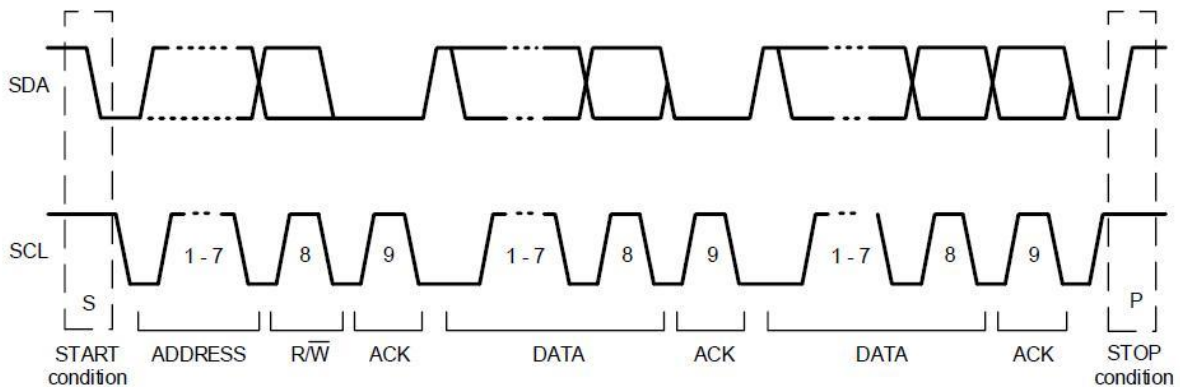 SDA
SCL
1 - 7 8 9 1 - 7 8 9 1 - 7 8 9
S P
START condition ADDRESS R/W̅ ACK DATA ACK DATA ACK STOP condition